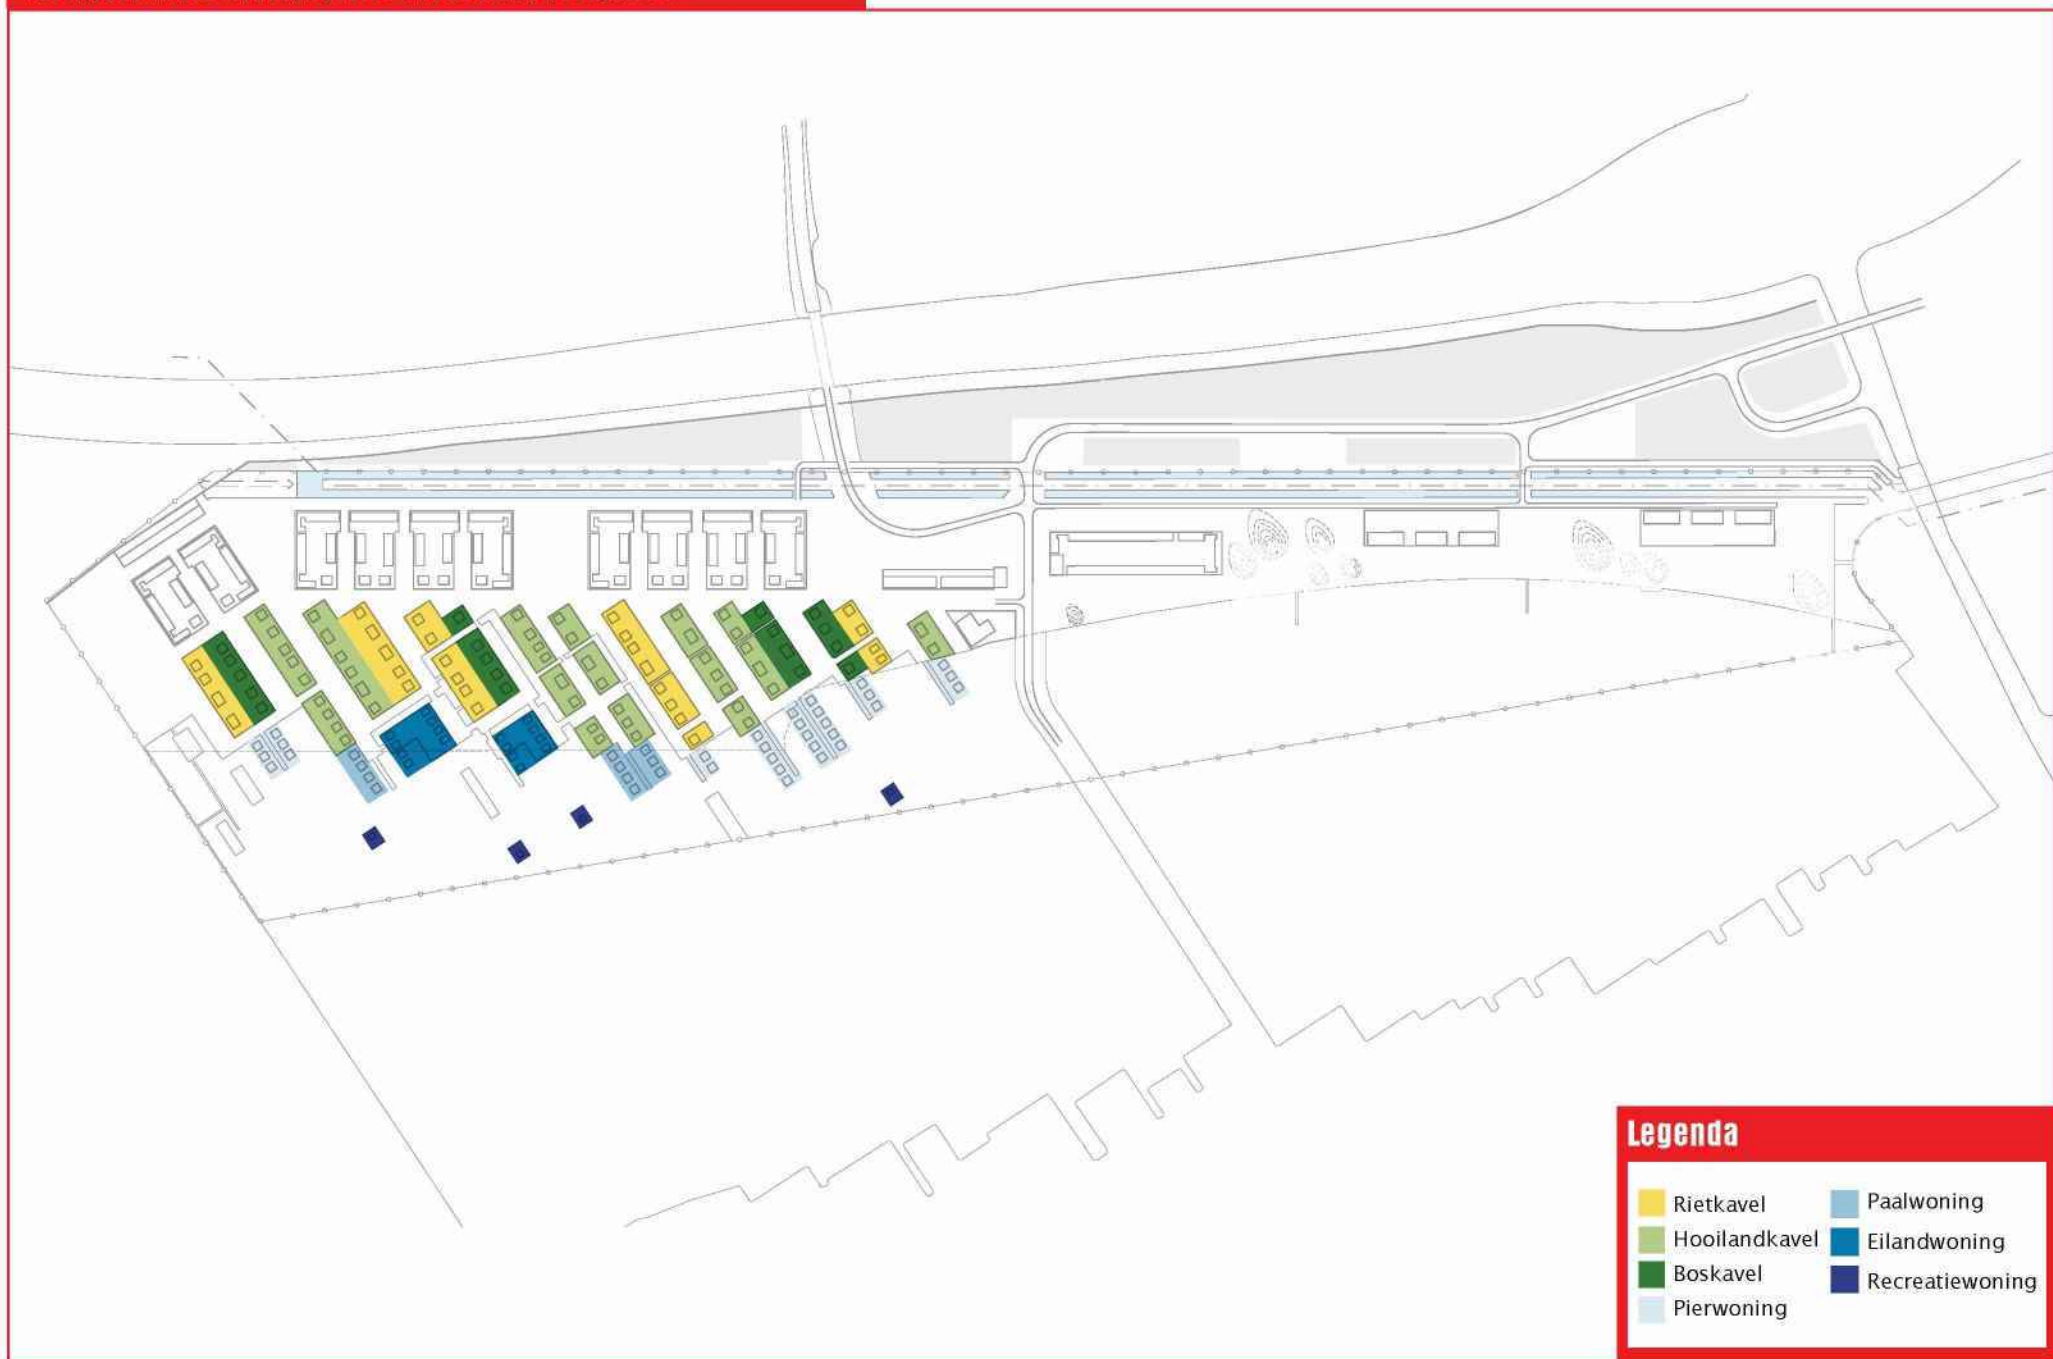 Legenda
Rietkavel
Hooilandkavel
Boskavel
Pierwoning
Paalwoning
Eilandwoning
Recreatiewoning